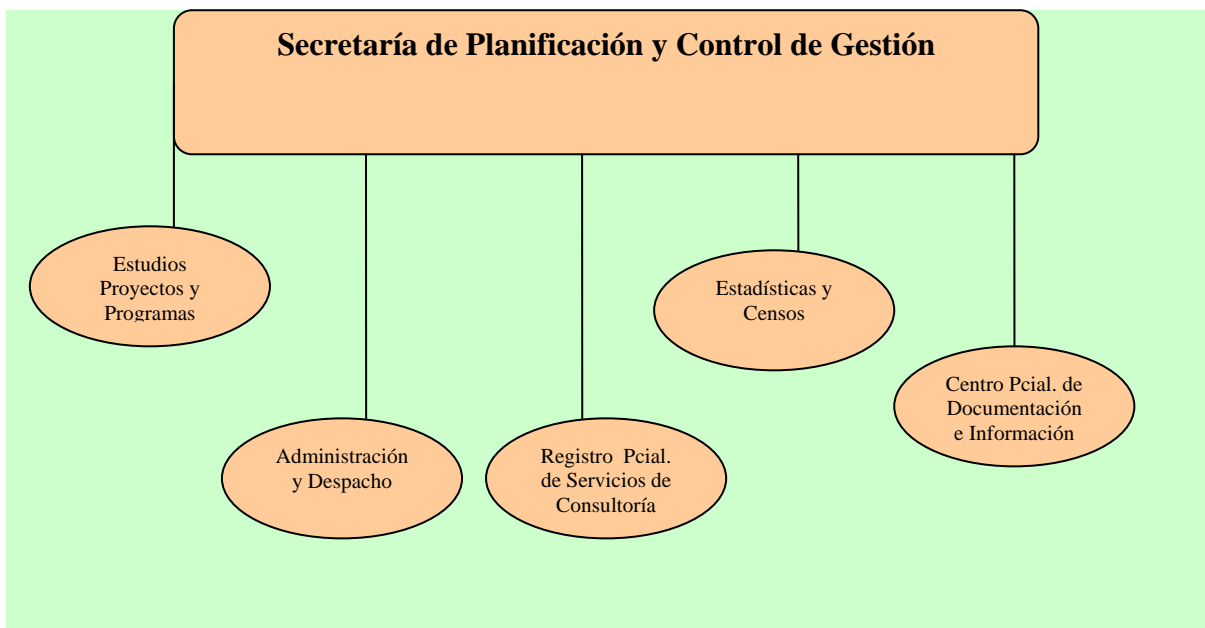 Secretaría de Planificación y Control de Gestión
Estudios
Proyectos y
Programas
Administración
y Despacho
Registro Pcial.
de Servicios de
Consultoría
Estadísticas y
Censos
Centro Pcial. de
Documentación
e Información